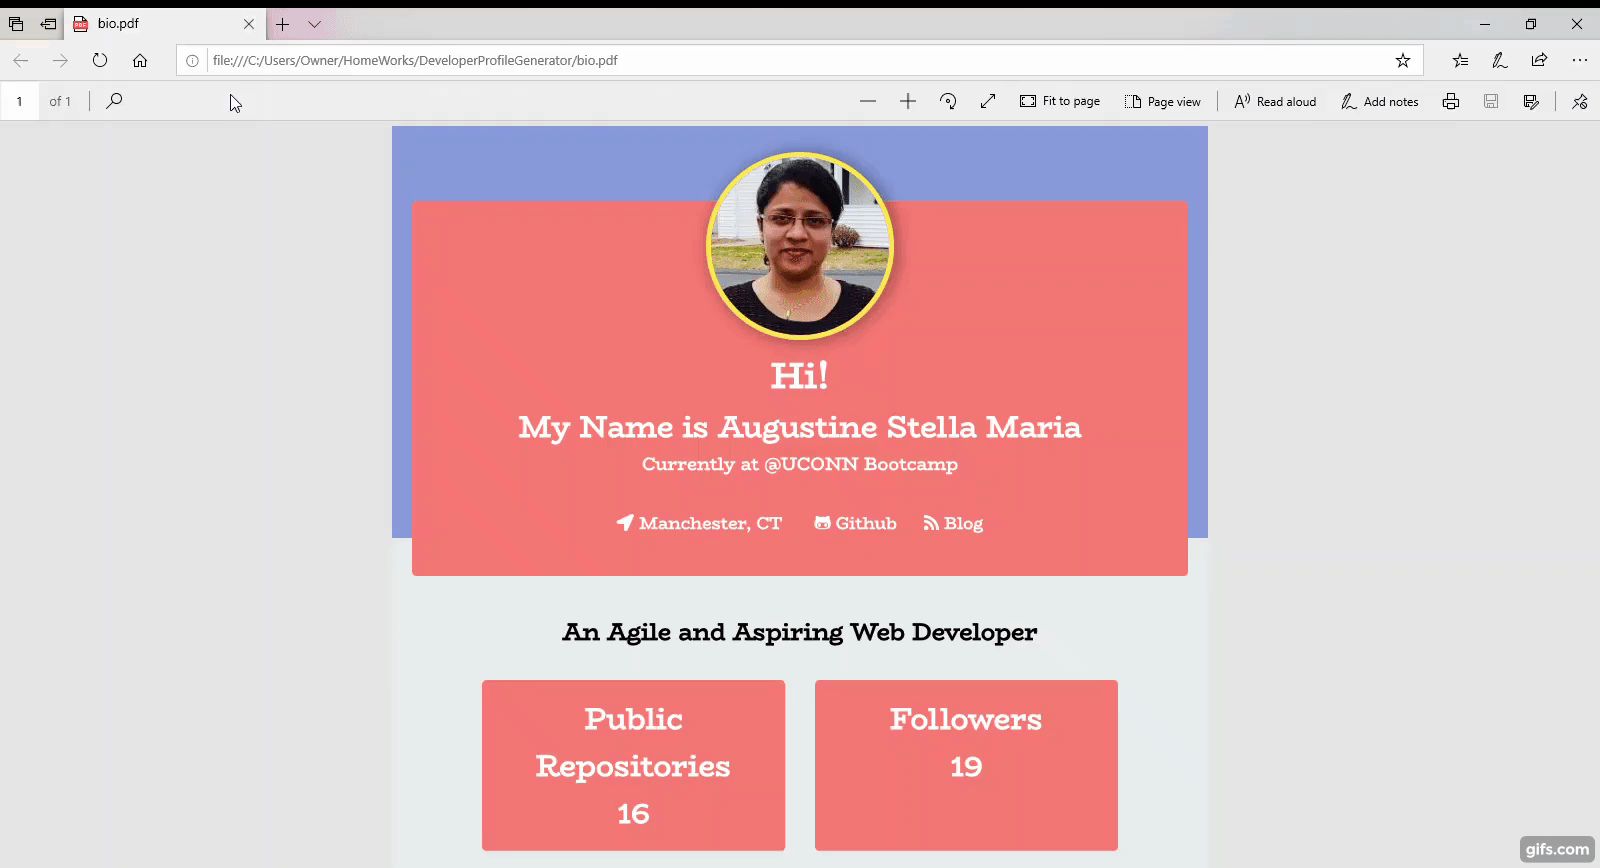 bio.pdf
file:///C:/Users/Owner/HomeWorks/DeveloperProfileGenerator/bio.pdf
1 of 1 Fit to page Page view Read aloud Add notes
Hi!
My Name is Augustine Stella Maria
Currently at @UCONN Bootcamp
Manchester, CT Github Blog
An Agile and Aspiring Web Developer
Public
Repositories
16
Followers
19
gifs.com